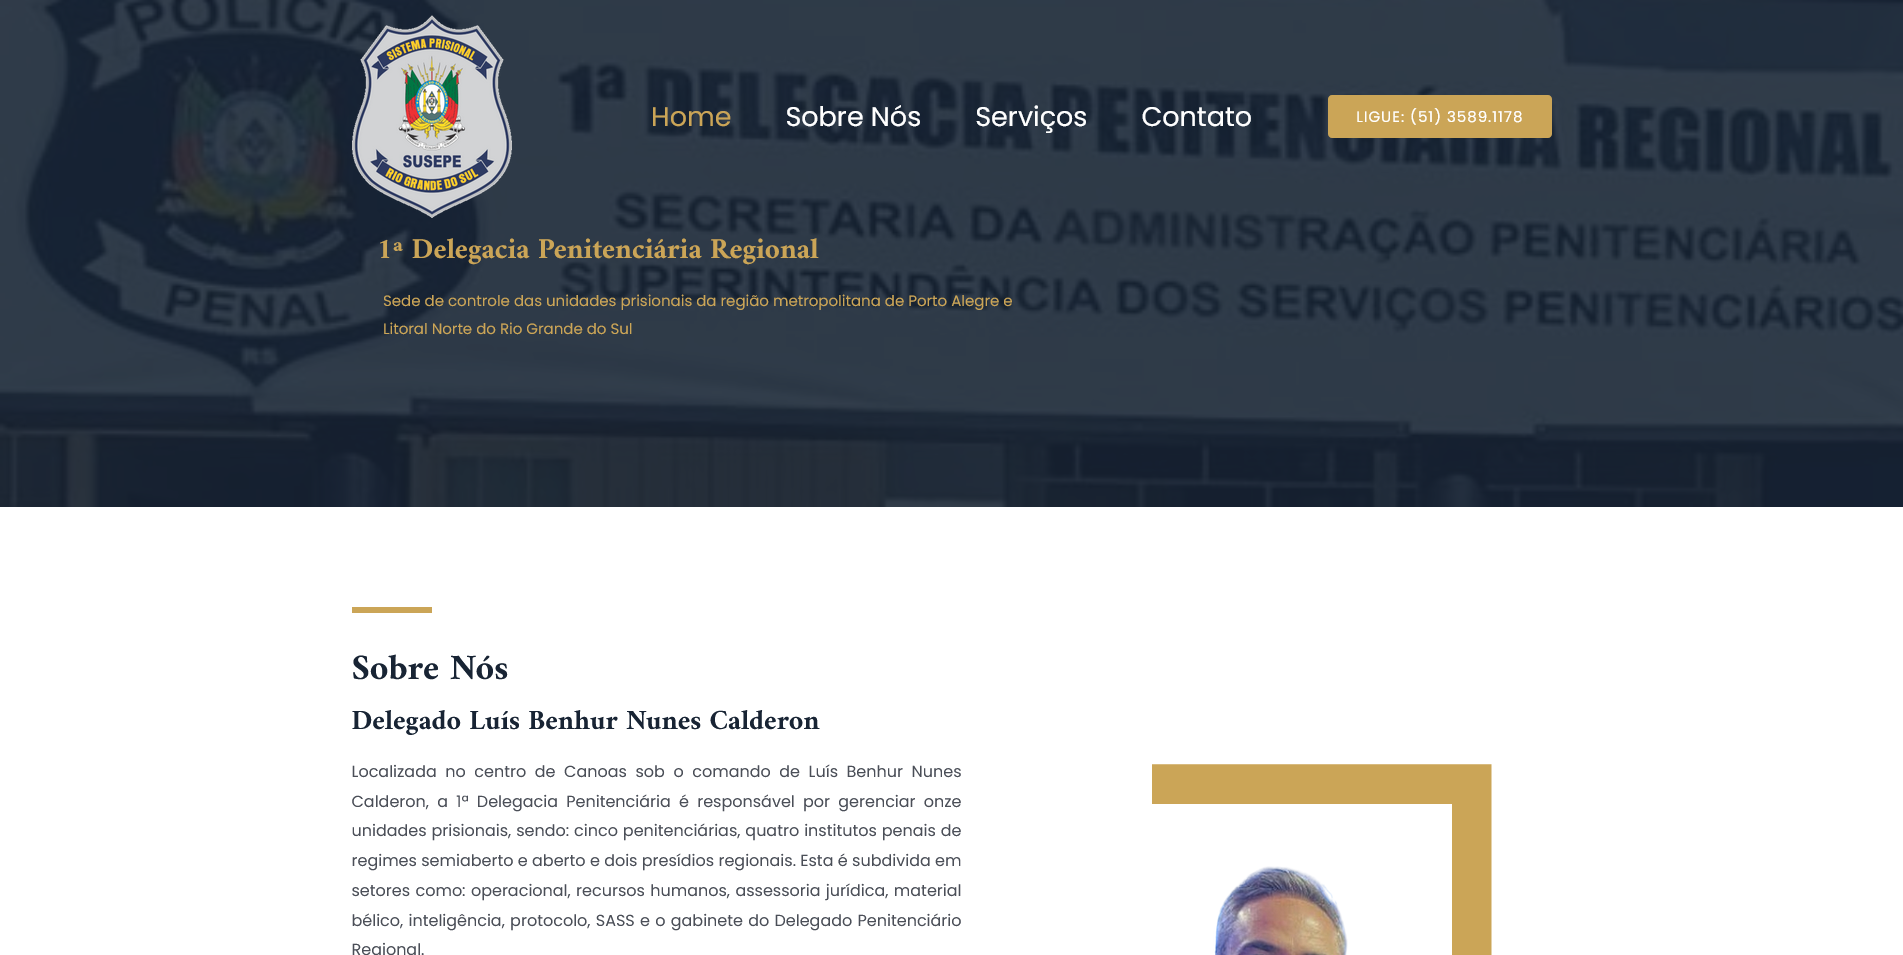 SISTEMA PRISIONAL
SUSEPE
RIO GRANDE DO SUL
Home
Sobre Nós
Serviços
Contato
LIGUE: (51) 3589.1178
POLÍCIA
PENAL
RS
1ª DELEGACIA PENITENCIÁRIA REGIONAL
SECRETARIA DA ADMINISTRAÇÃO PENITENCIÁRIA
SUPERINTENDÊNCIA DOS SERVIÇOS PENITENCIÁRIOS
1ª Delegacia Penitenciária Regional
Sede de controle das unidades prisionais da região metropolitana de Porto Alegre e
Litoral Norte do Rio Grande do Sul
Sobre Nós
Delegado Luís Benhur Nunes Calderon
Localizada no centro de Canoas sob o comando de Luís Benhur Nunes
Calderon, a 1ª Delegacia Penitenciária é responsável por gerenciar onze
unidades prisionais, sendo: cinco penitenciárias, quatro institutos penais de
regimes semiaberto e aberto e dois presídios regionais. Esta é subdivida em
setores como: operacional, recursos humanos, assessoria jurídica, material
bélico, inteligência, protocolo, SASS e o gabinete do Delegado Penitenciário
Regional.